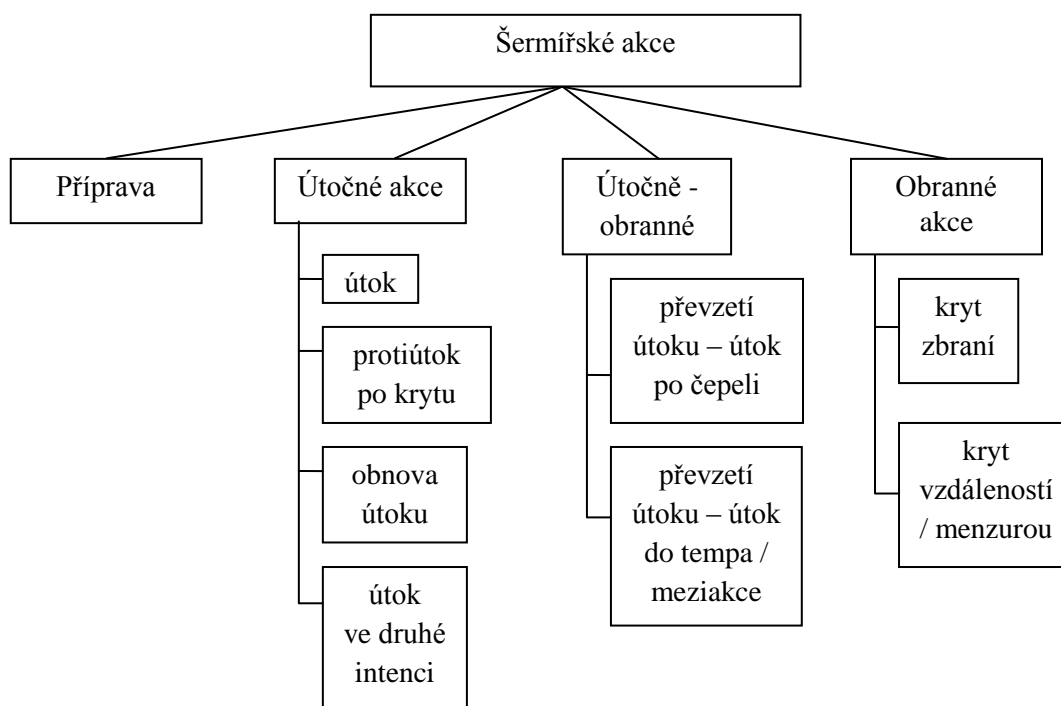 Šermířské akce
Příprava
Útočné akce
útok
protiútok
po krytu
obnova
útoku
útok
ve druhé
intenci
Útočně -
obranné
převzetí
útoku – útok
po čepeli
převzetí
útoku – útok
do tempa /
meziakce
Obranné
akce
kryt
zbraní
kryt
vzdáleností
/ menzurou